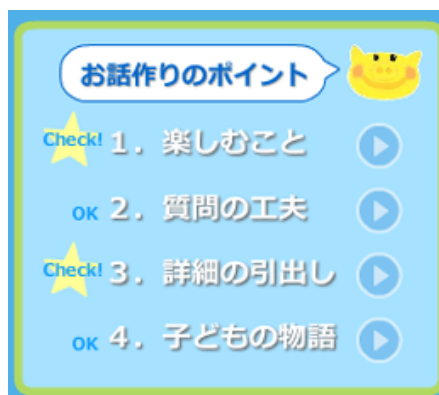 お話作りのポイント
Check! 1. 楽しむこと
OK 2. 質問の工夫
Check! 3. 詳細の引出し
OK 4. 子どもの物語